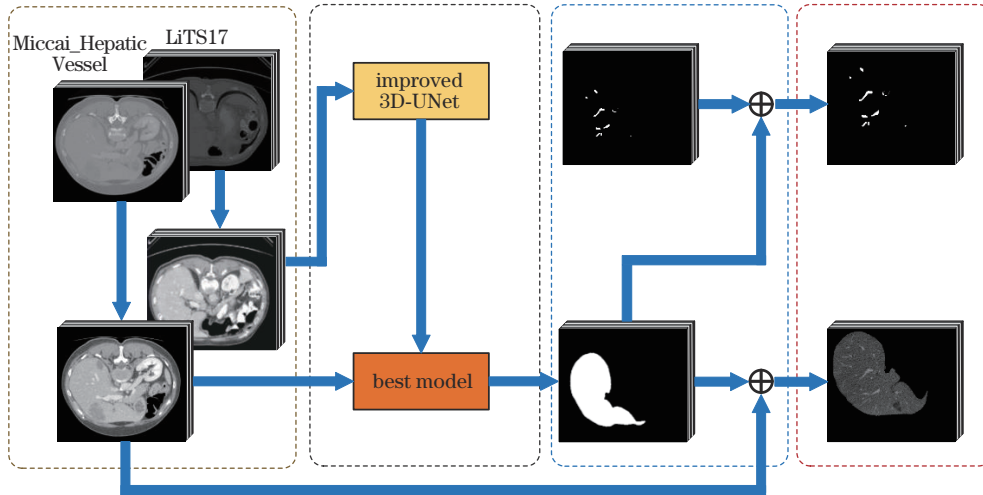 LiTS17
Miccai_Hepatic
Vessel
improved
3D-UNet
best model